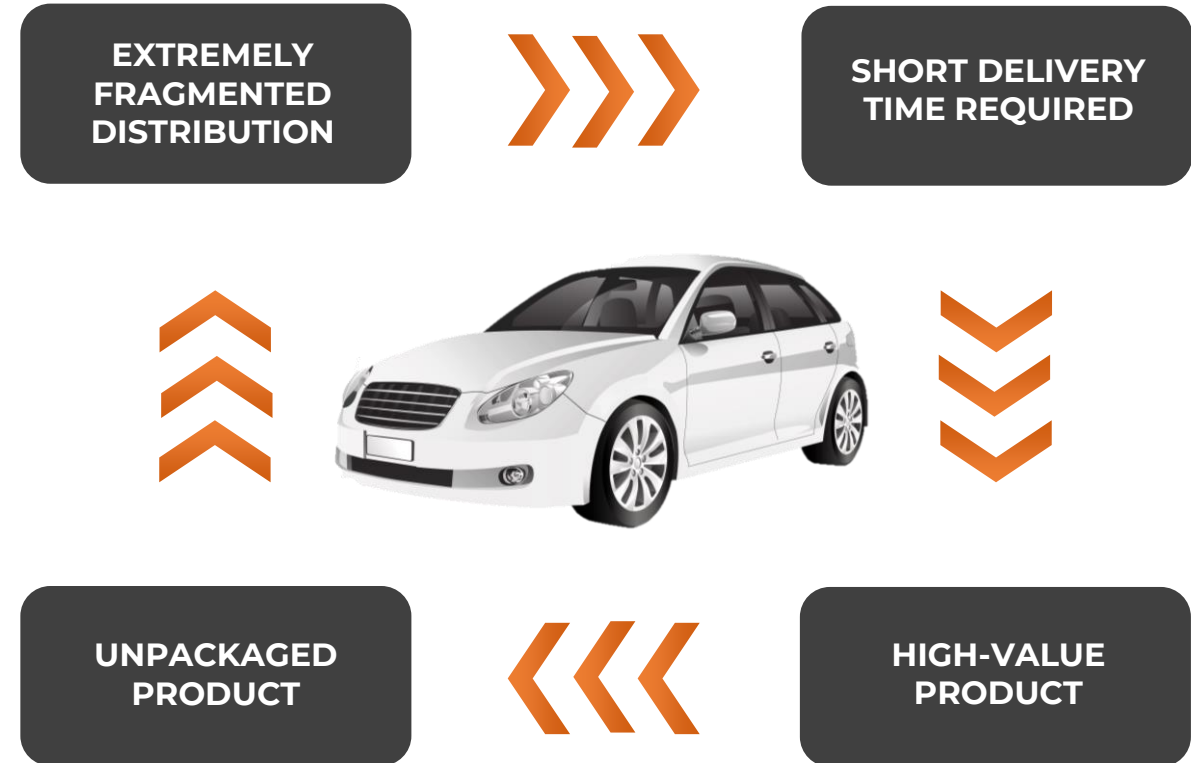 EXTREMELY
FRAGMENTED
DISTRIBUTION
SHORT DELIVERY
TIME REQUIRED
UNPACKAGED
PRODUCT
HIGH-VALUE
PRODUCT